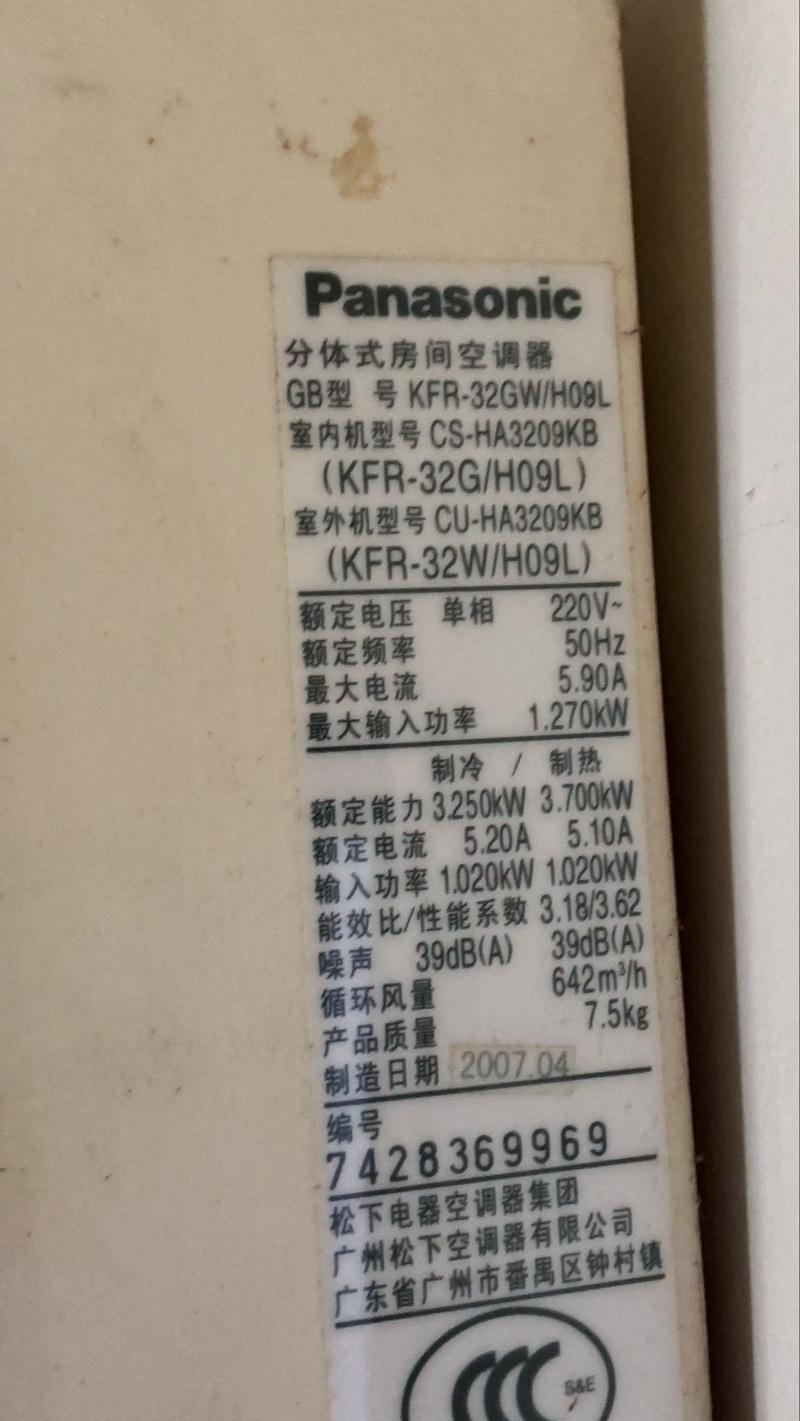 Panasonic
分体式房间空调器
GB型 号 KFR-32GW/H09L
室内机型号 CS-HA3209KB
(KFR-32G/H09L)
室外机型号 CU-HA3209KB
(KFR-32W/H09L)
额定电压 单相 220V~
额定频率 50Hz
最大电流 5.90A
最大输入功率 1.270kW
制冷 / 制热
额定能力 3.250kW 3.700kW
额定电流 5.20A 5.10A
输入功率 1.020kW 1.020kW
能效比/性能系数 3.18/3.62
噪声 39dB(A) 39dB(A)
循环风量 642m³/h
产品质量 7.5kg
制造日期 2007.04
编号
7428369969
松下电器空调器集团
广州松下空调器有限公司
广东省广州市番禺区钟村镇
CCC S&E